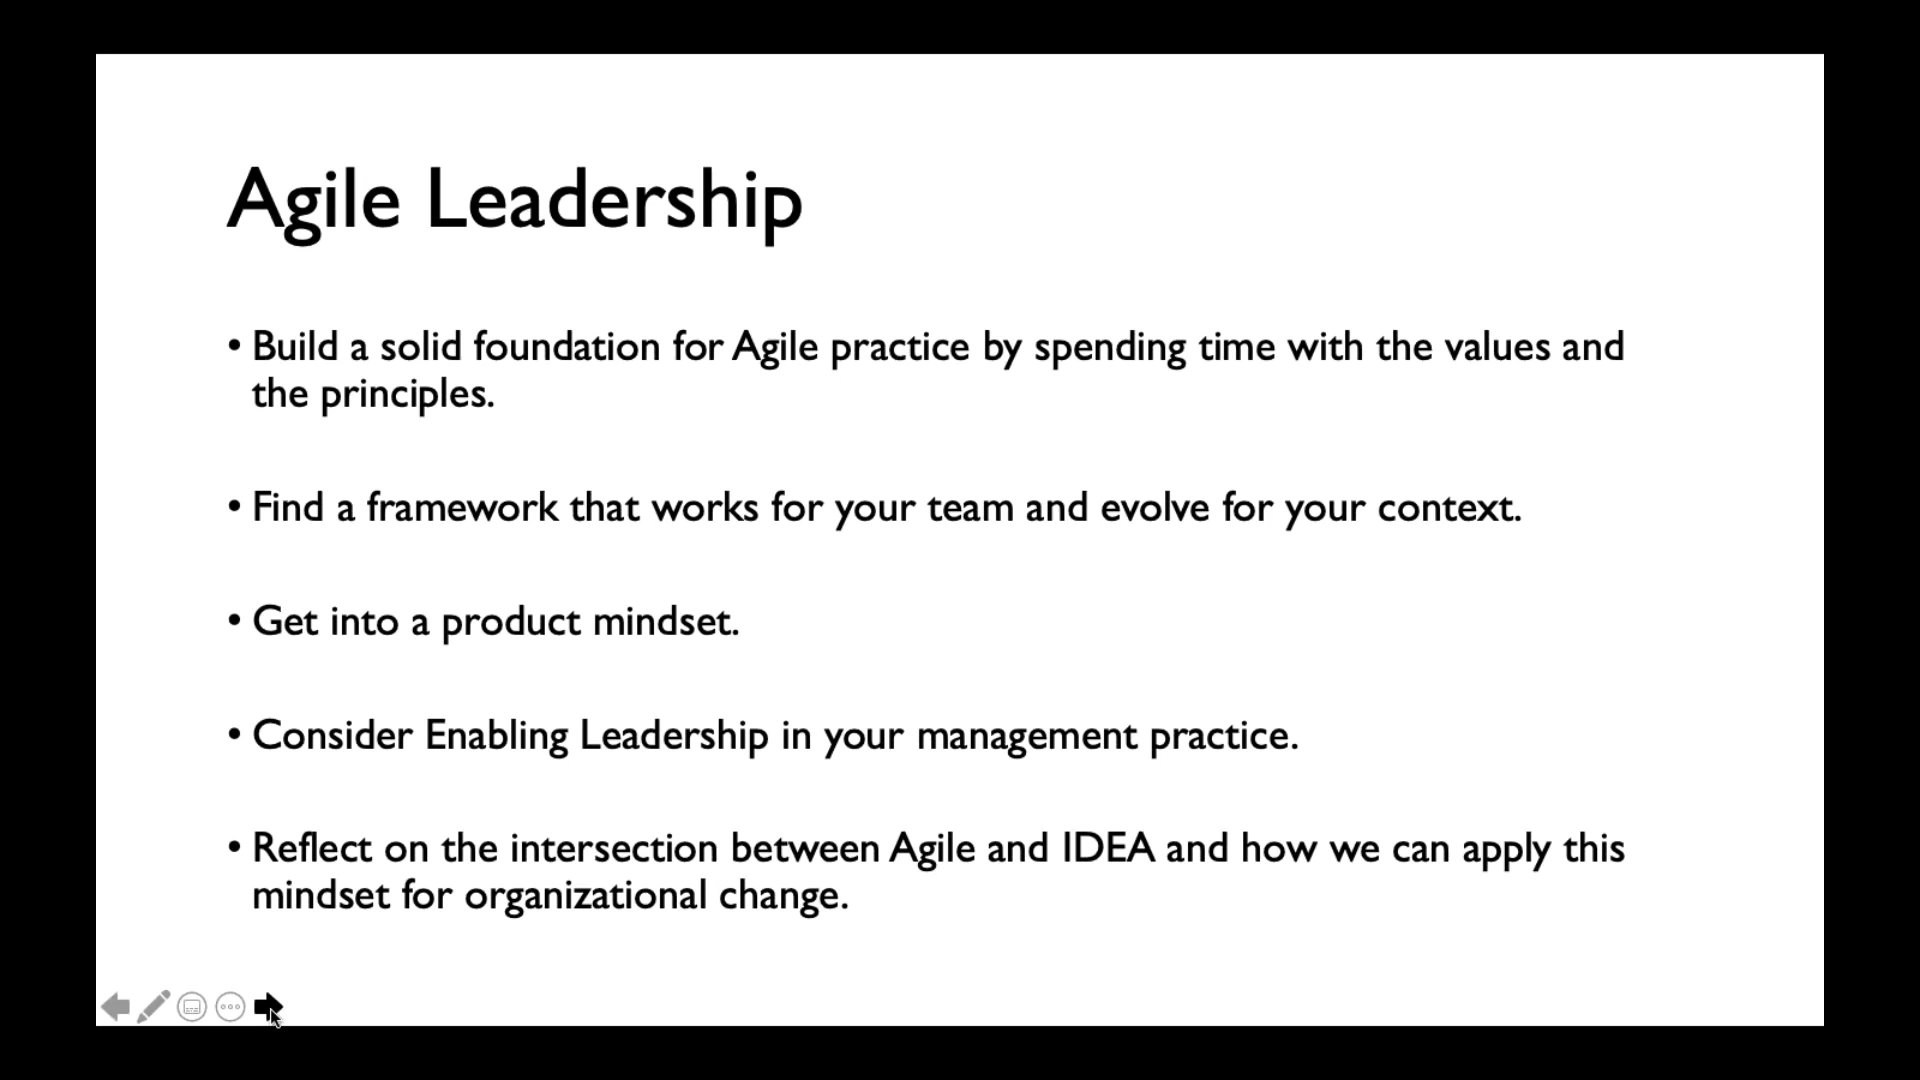 Agile Leadership
• Build a solid foundation for Agile practice by spending time with the values and
the principles.
• Find a framework that works for your team and evolve for your context.
• Get into a product mindset.
• Consider Enabling Leadership in your management practice.
• Reflect on the intersection between Agile and IDEA and how we can apply this
mindset for organizational change.